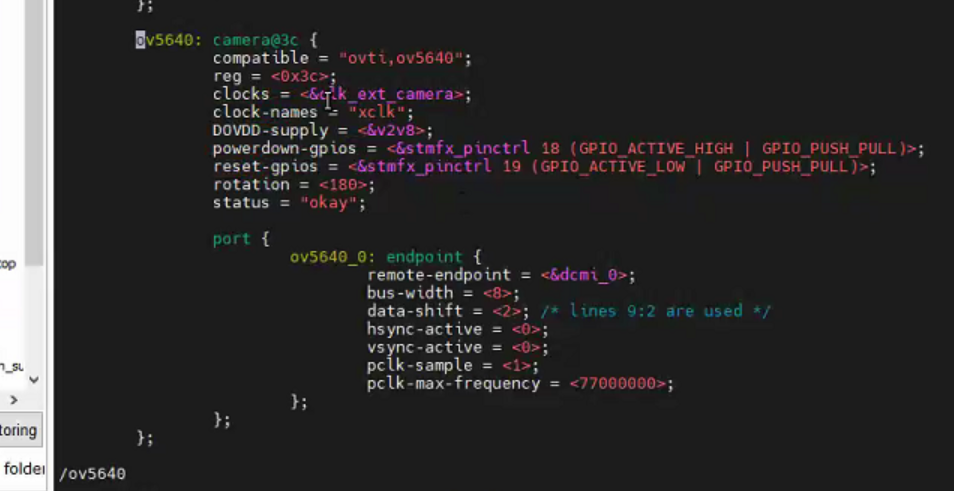 };
ov5640: camera@3c {
compatible = "ovti,ov5640";
reg = <0x3c>;
clocks = <&clk_ext_camera>;
clock-names = "xclk";
DOVDD-supply = <&v2v8>;
powerdown-gpios = <&stmfx_pinctrl 18 (GPIO_ACTIVE_HIGH | GPIO_PUSH_PULL)>;
reset-gpios = <&stmfx_pinctrl 19 (GPIO_ACTIVE_LOW | GPIO_PUSH_PULL)>;
rotation = <180>;
status = "okay";
port {
ov5640_0: endpoint {
remote-endpoint = <&dcmi_0>;
bus-width = <8>;
data-shift = <2>; /* lines 9:2 are used */
hsync-active = <0>;
vsync-active = <0>;
pclk-sample = <1>;
pclk-max-frequency = <77000000>;
};
};
};
/ov5640
top
n_su
toring
folder